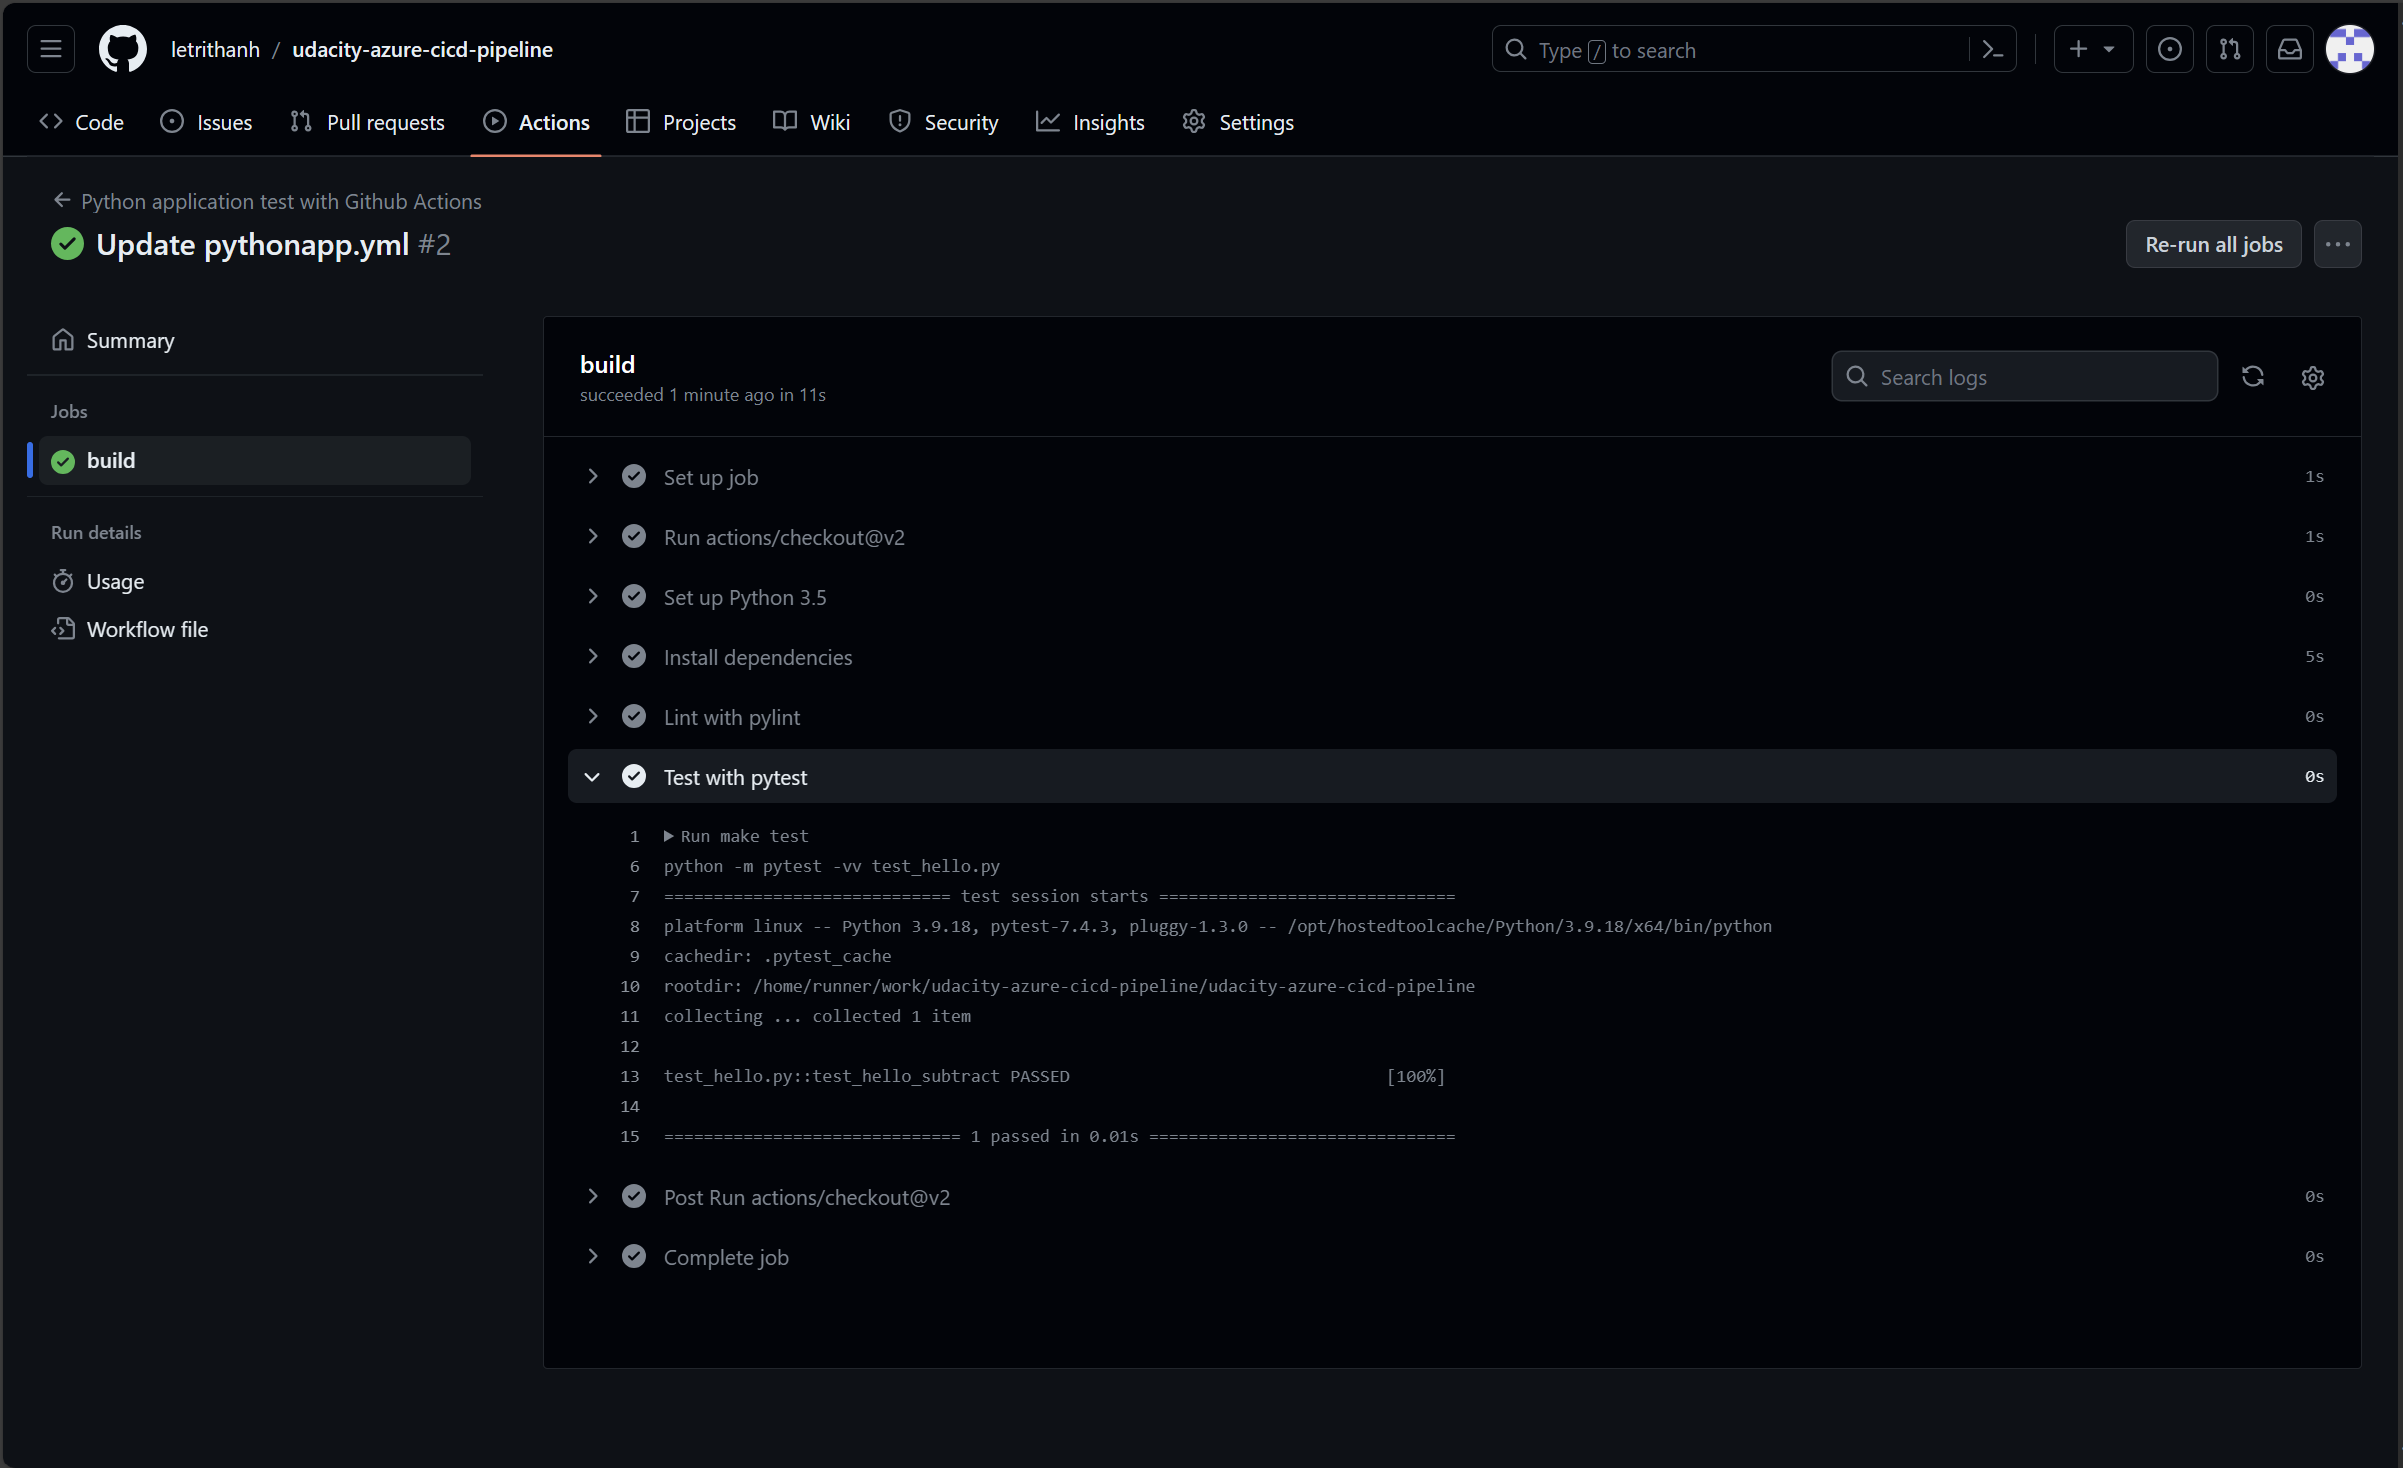 letrithanh / udacity-azure-cicd-pipeline
Type / to search
Code Issues Pull requests Actions Projects Wiki Security Insights Settings
Python application test with Github Actions
Update pythonapp.yml #2
Re-run all jobs
Summary
Jobs
build
Run details
Usage
Workflow file
build
succeeded 1 minute ago in 11s
Search logs
Set up job 1s
Run actions/checkout@v2 1s
Set up Python 3.5 0s
Install dependencies 5s
Lint with pylint 0s
Test with pytest 0s
1 Run make test
6 python -m pytest -vv test_hello.py
7 ============================= test session starts ==============================
8 platform linux -- Python 3.9.18, pytest-7.4.3, pluggy-1.3.0 -- /opt/hostedtoolcache/Python/3.9.18/x64/bin/python
9 cachedir: .pytest_cache
10 rootdir: /home/runner/work/udacity-azure-cicd-pipeline/udacity-azure-cicd-pipeline
11 collecting ... collected 1 item
12
13 test_hello.py::test_hello_subtract PASSED [100%]
14
15 ============================== 1 passed in 0.01s ===============================
Post Run actions/checkout@v2 0s
Complete job 0s